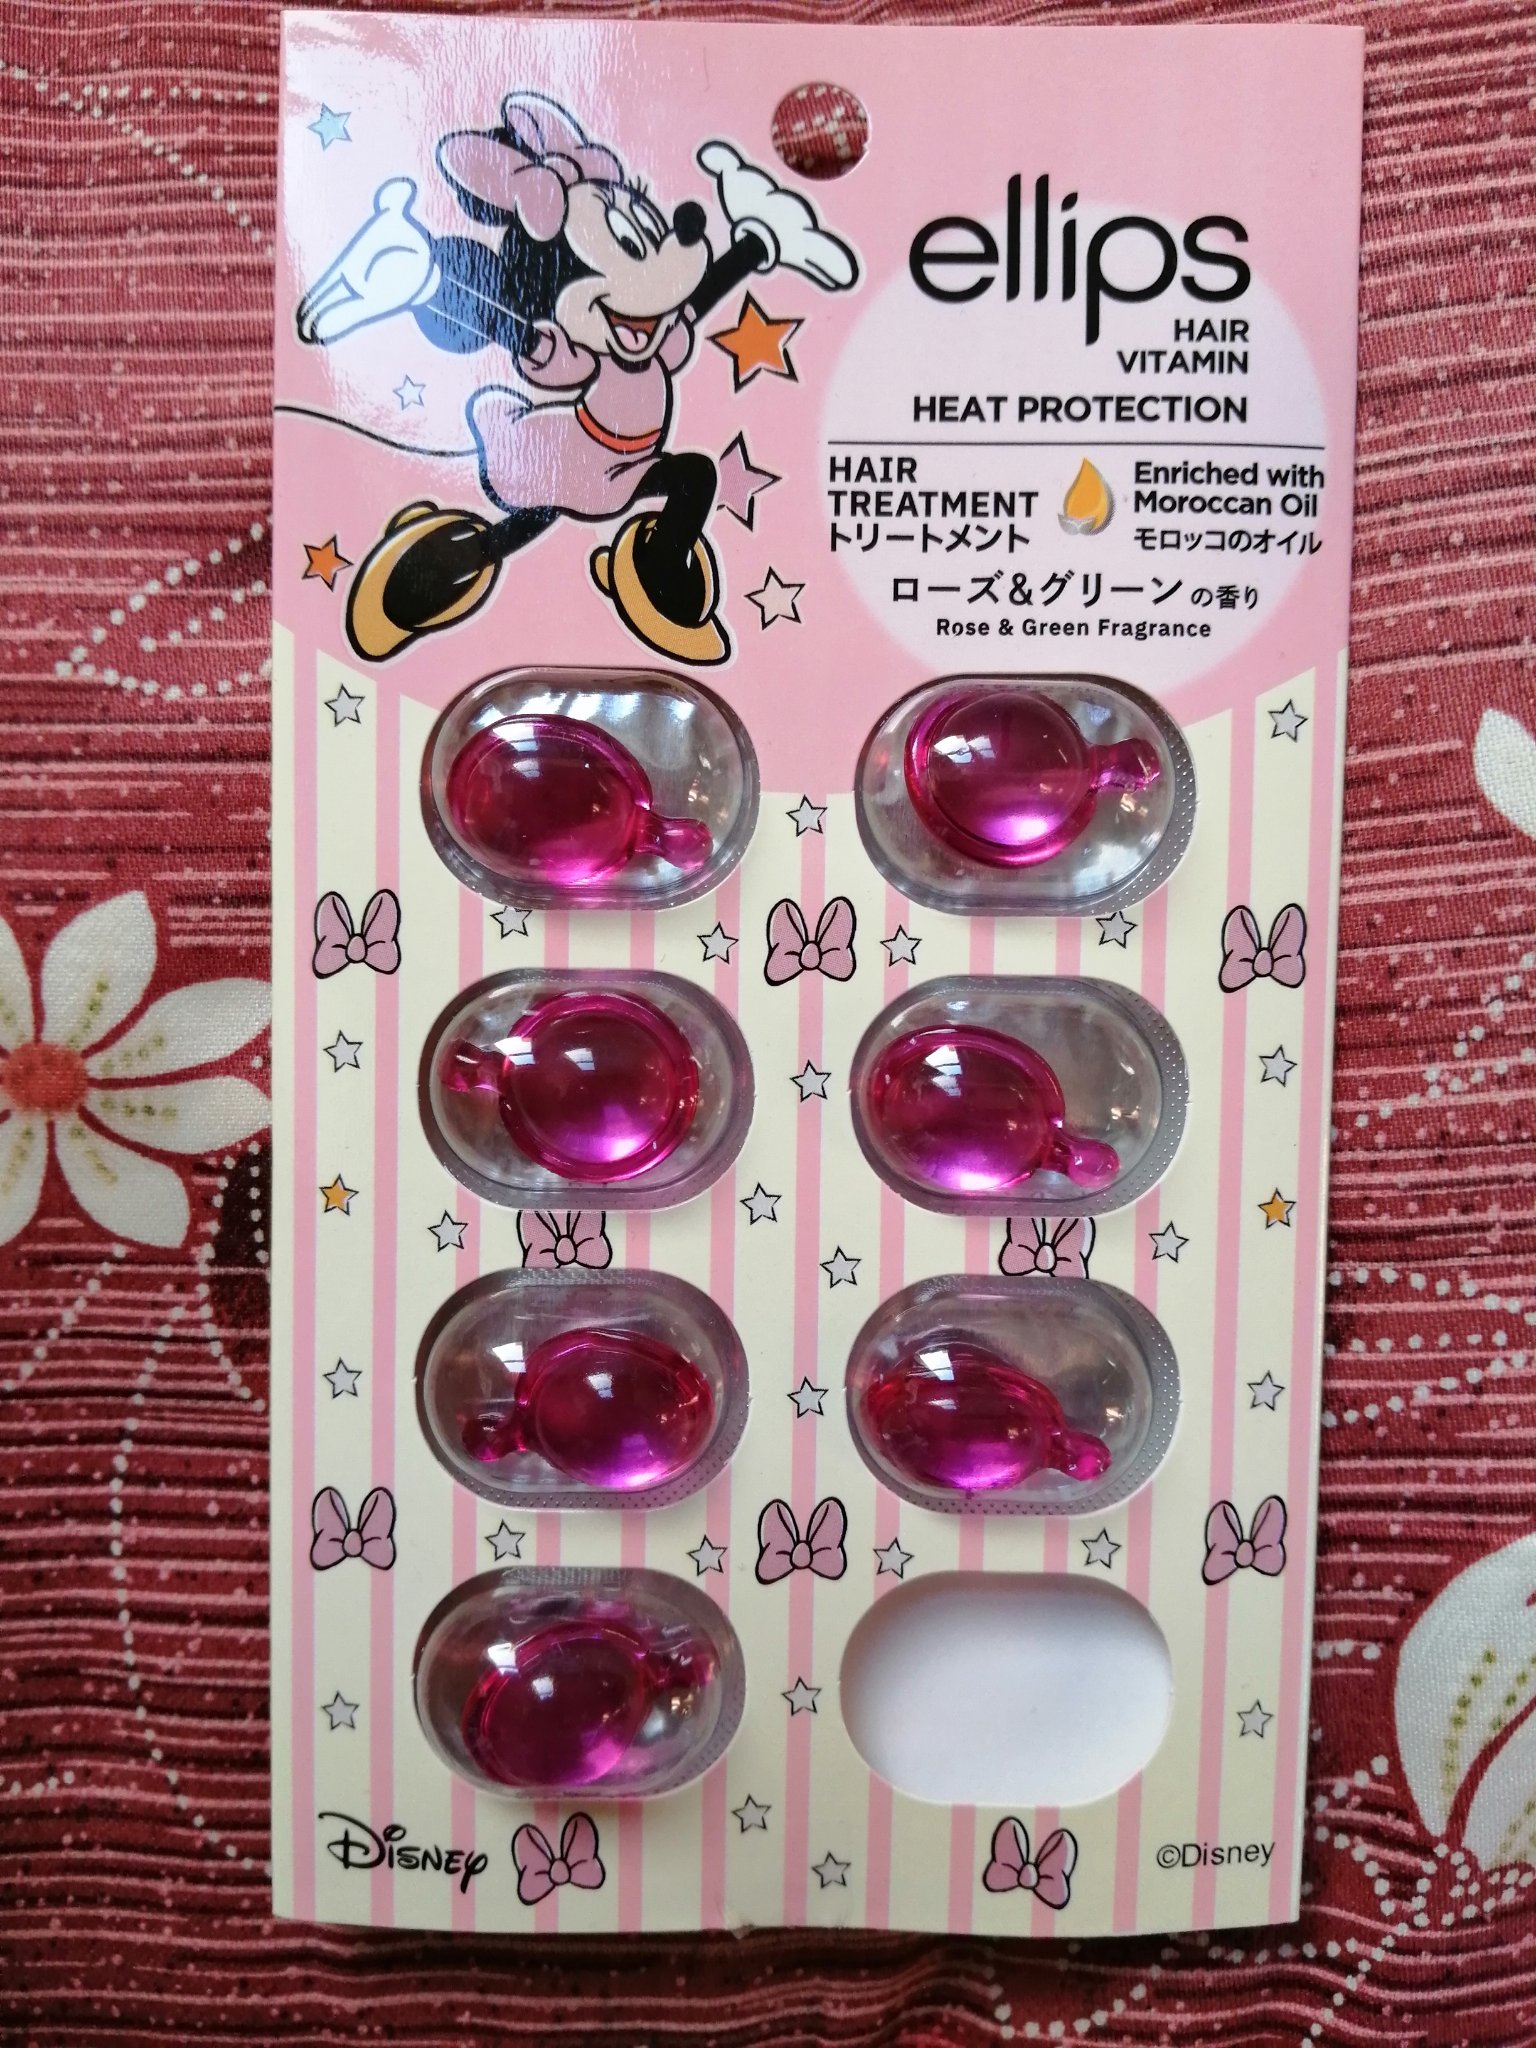 ellips
HAIR
VITAMIN
HEAT PROTECTION
HAIR
TREATMENT
トリートメント
Enriched with
Moroccan Oil
モロッコのオイル
ローズ&グリーンの香り
Rose & Green Fragrance
Disney
©Disney